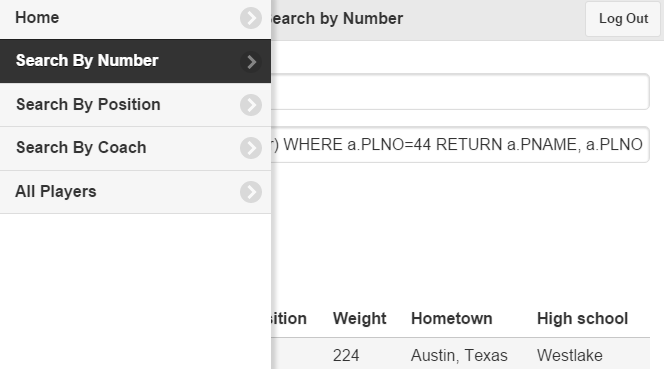 Home
Search By Number
Search By Position
Search By Coach
All Players
earch by Number
Log Out
r) WHERE a.PLNO=44 RETURN a.PNAME, a.PLNO
sition Weight Hometown High school
224 Austin, Texas Westlake